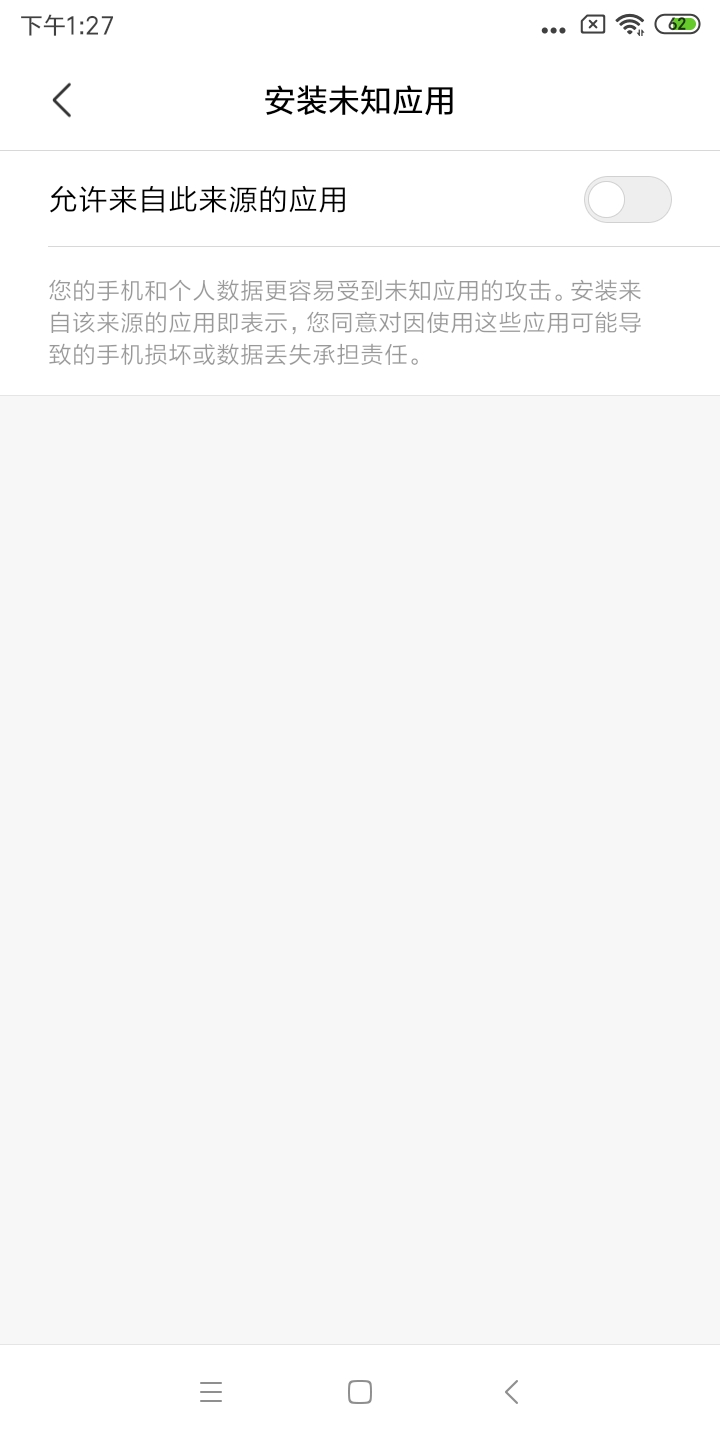 下午1:27
62
安装未知应用
允许来自此来源的应用
您的手机和个人数据更容易受到未知应用的攻击。安装来
自该来源的应用即表示，您同意对因使用这些应用可能导
致的手机损坏或数据丢失承担责任。